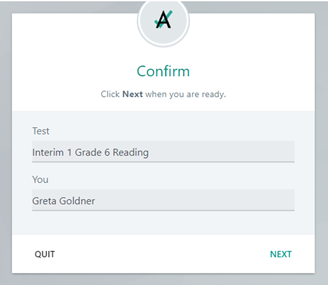 Confirm
Click Next when you are ready.
Test
Interim 1 Grade 6 Reading
You
Greta Goldner
QUIT
NEXT